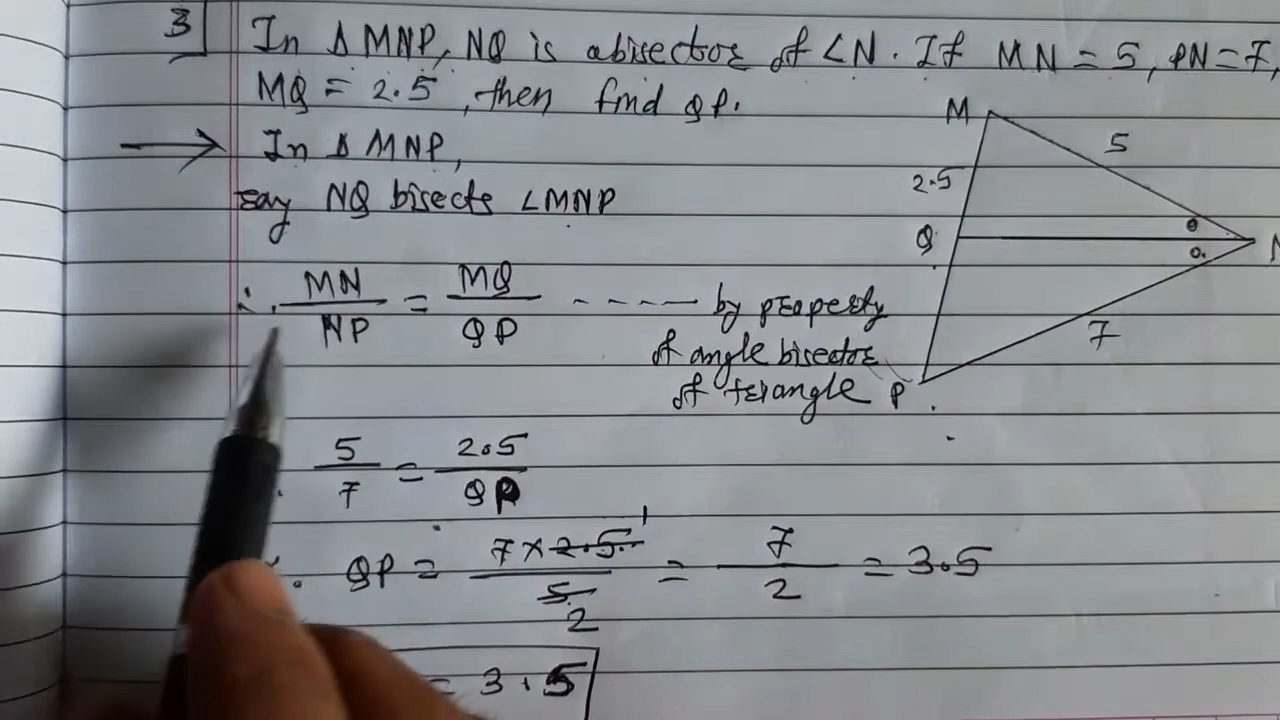 3 In Δ MNP, NQ is a bisector of ∠N. If MN = 5, PN = 7,
MQ = 2.5, then find QP.
→ In Δ MNP,
say NQ bisects ∠MNP
∴ MN/NP = MQ/QP ----- by property
of angle bisector
of triangle
M
5
2.5
Q
N
7
P
5/7 = 2.5/QP
QP = 7 × 2.5 1 / 5 2 = 7/2 = 3.5
= 3.5